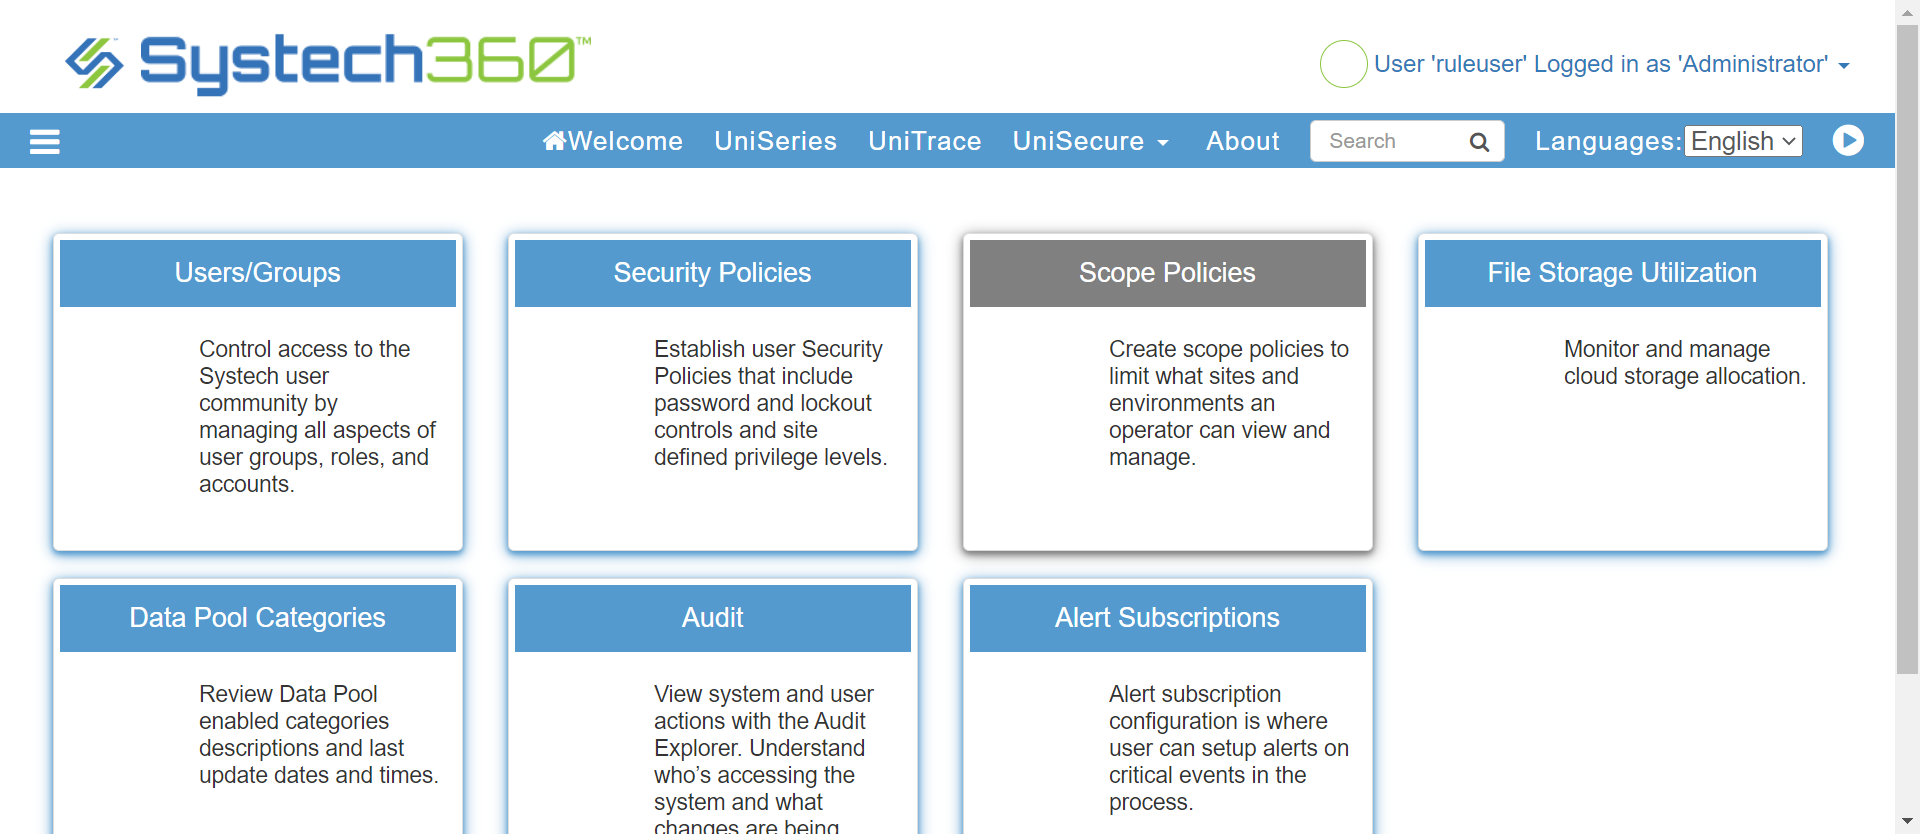 Systech360™
User 'ruleuser' Logged in as 'Administrator'
Welcome UniSeries UniTrace UniSecure About Search Languages: English
Users/Groups
Control access to the
Systech user
community by
managing all aspects of
user groups, roles, and
accounts.
Security Policies
Establish user Security
Policies that include
password and lockout
controls and site
defined privilege levels.
Scope Policies
Create scope policies to
limit what sites and
environments an
operator can view and
manage.
File Storage Utilization
Monitor and manage
cloud storage allocation.
Data Pool Categories
Review Data Pool
enabled categories
descriptions and last
update dates and times.
Audit
View system and user
actions with the Audit
Explorer. Understand
who’s accessing the
system and what
changes are being
Alert Subscriptions
Alert subscription
configuration is where
user can setup alerts on
critical events in the
process.